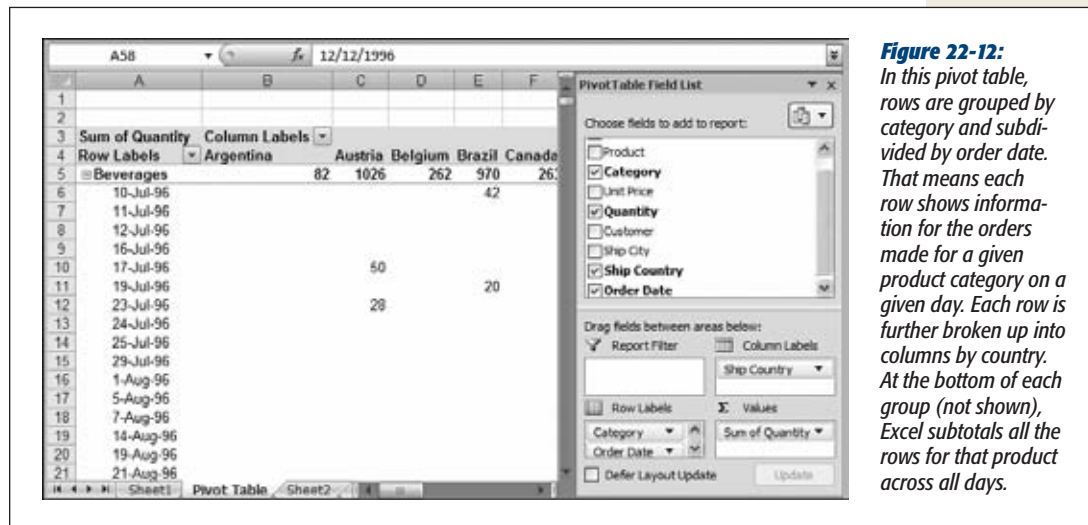 A58 fx 12/12/1996
A B C D E F
1
2
3 Sum of Quantity Column Labels
4 Row Labels Argentina Austria Belgium Brazil Canada
5 Beverages 82 1026 262 970 263
6 10-Jul-96 42
7 11-Jul-96
8 12-Jul-96
9 16-Jul-96
10 17-Jul-96 50
11 19-Jul-96 20
12 23-Jul-96 28
13 24-Jul-96
14 25-Jul-96
15 29-Jul-96
16 1-Aug-96
17 5-Aug-96
18 7-Aug-96
19 14-Aug-96
20 19-Aug-96
21 21-Aug-96
Sheet1 Pivot Table Sheet2
PivotTable Field List
Choose fields to add to report:
Product
Category
Unit Price
Quantity
Customer
Ship City
Ship Country
Order Date
Drag fields between areas below:
Report Filter Column Labels
Ship Country
Row Labels Σ Values
Category Sum of Quantity
Order Date
Defer Layout Update Update
Figure 22-12:
In this pivot table,
rows are grouped by
category and subdi-
vided by order date.
That means each
row shows informa-
tion for the orders
made for a given
product category on a
given day. Each row is
further broken up into
columns by country.
At the bottom of each
group (not shown),
Excel subtotals all the
rows for that product
across all days.